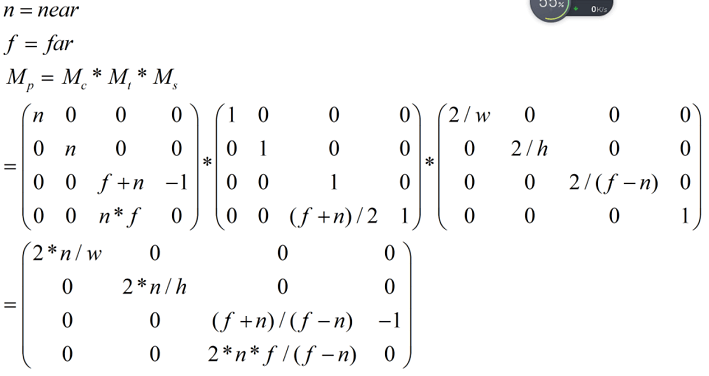 n = near
55% + 0K/s
f = far
M_p = M_c * M_t * M_s
= ( n 0 0 0 ) * ( 1 0 0 0 ) * ( 2/w 0 0 0 )
( 0 n 0 0 ) ( 0 1 0 0 ) ( 0 2/h 0 0 )
( 0 0 f+n -1 ) ( 0 0 1 0 ) ( 0 0 2/(f-n) 0 )
( 0 0 n*f 0 ) ( 0 0 (f+n)/2 1 ) ( 0 0 0 1 )
= ( 2*n/w 0 0 0 )
( 0 2*n/h 0 0 )
( 0 0 (f+n)/(f-n) -1 )
( 0 0 2*n*f/(f-n) 0 )